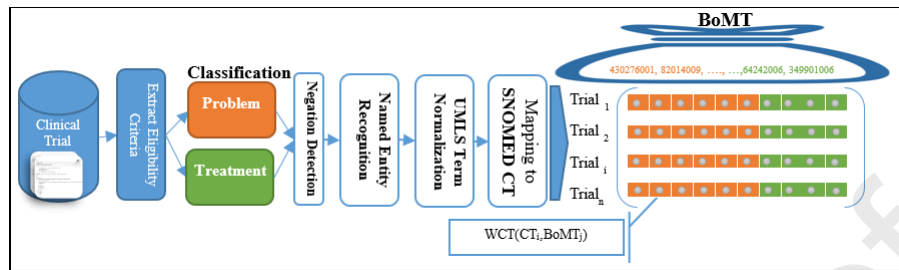 BoMT
430276001, 82014009, ...., ...,64242006, 349901006
Clinical
Trial
Extract Eligibility
Criteria
Classification
Problem
Treatment
Negation Detection
Named Entity
Recognition
UMLS Term
Normalization
Mapping to
SNOMED CT
Trial 1
Trial 2
Trial i
Trial n
WCT(CTi,BoMTj)